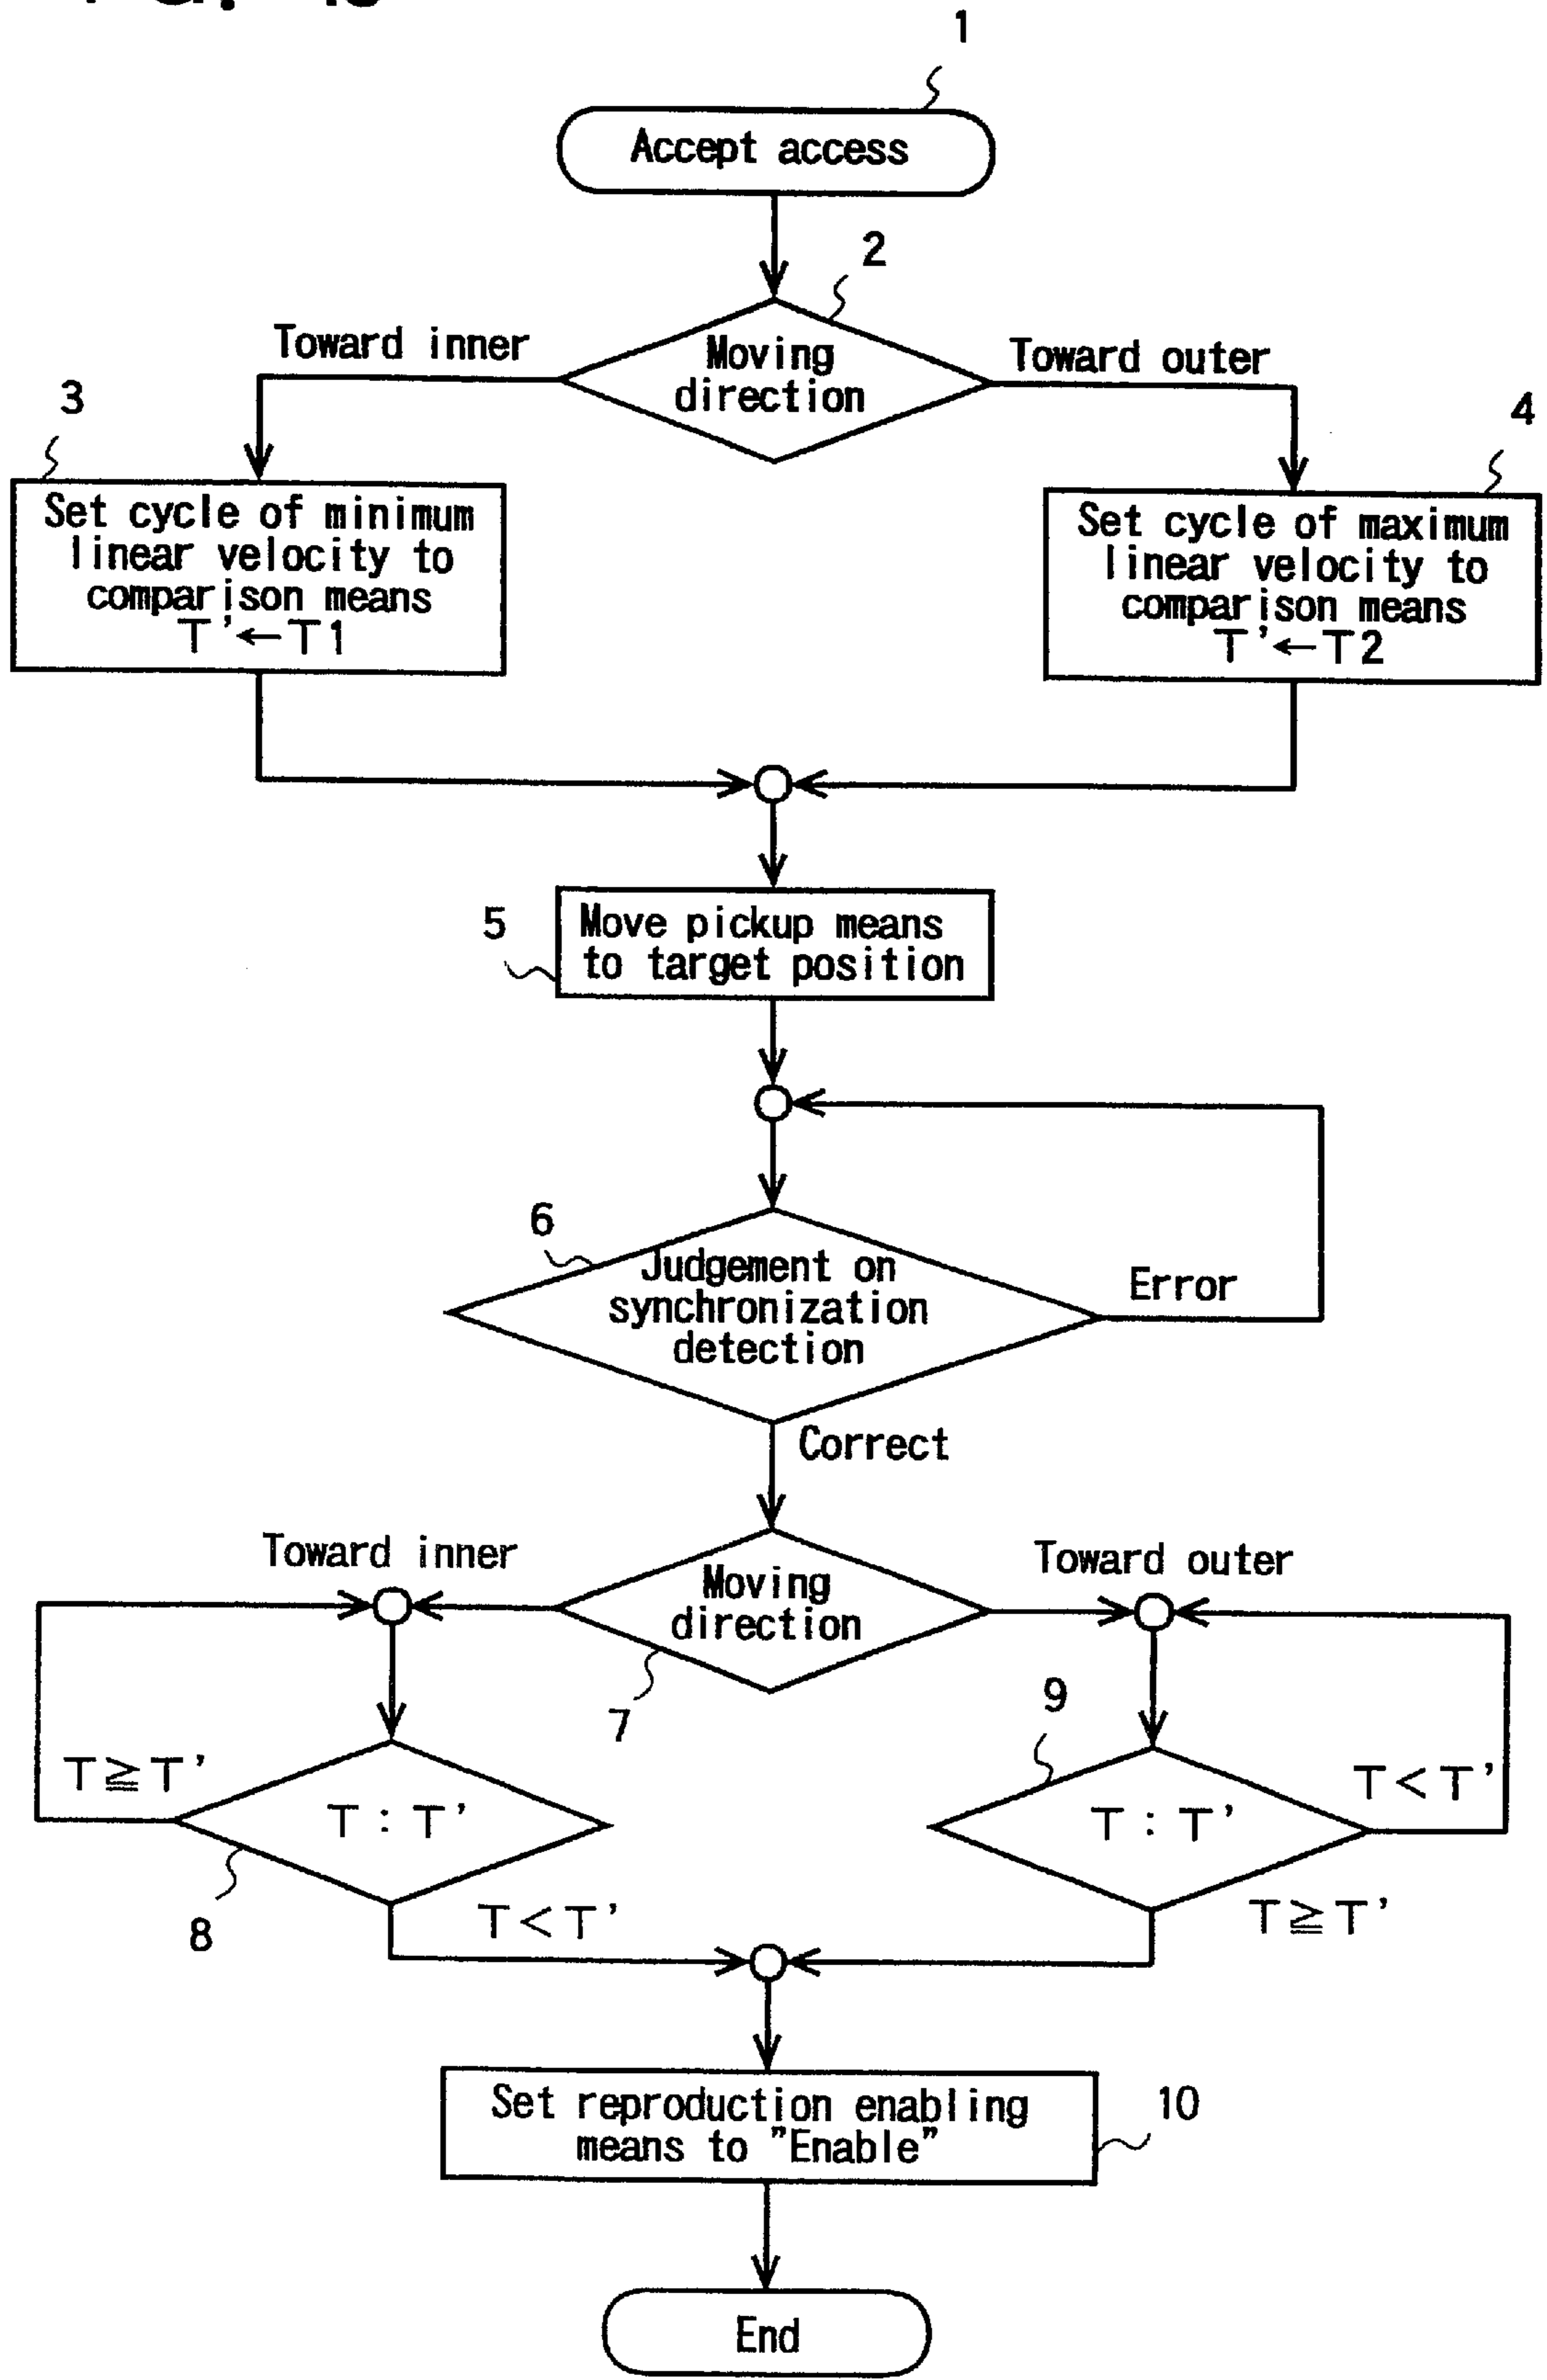 1
Accept access
2
Moving
direction
Toward inner
Toward outer
3
Set cycle of minimum
linear velocity to
comparison means
T'←T1
4
Set cycle of maximum
linear velocity to
comparison means
T'←T2
5
Move pickup means
to target position
6
Judgement on
synchronization
detection
Error
Correct
Toward inner
Moving
direction
Toward outer
7
9
T≧T'
T:T'
T:T'
T<T'
8
T<T'
T≧T'
Set reproduction enabling
means to "Enable"
10
End